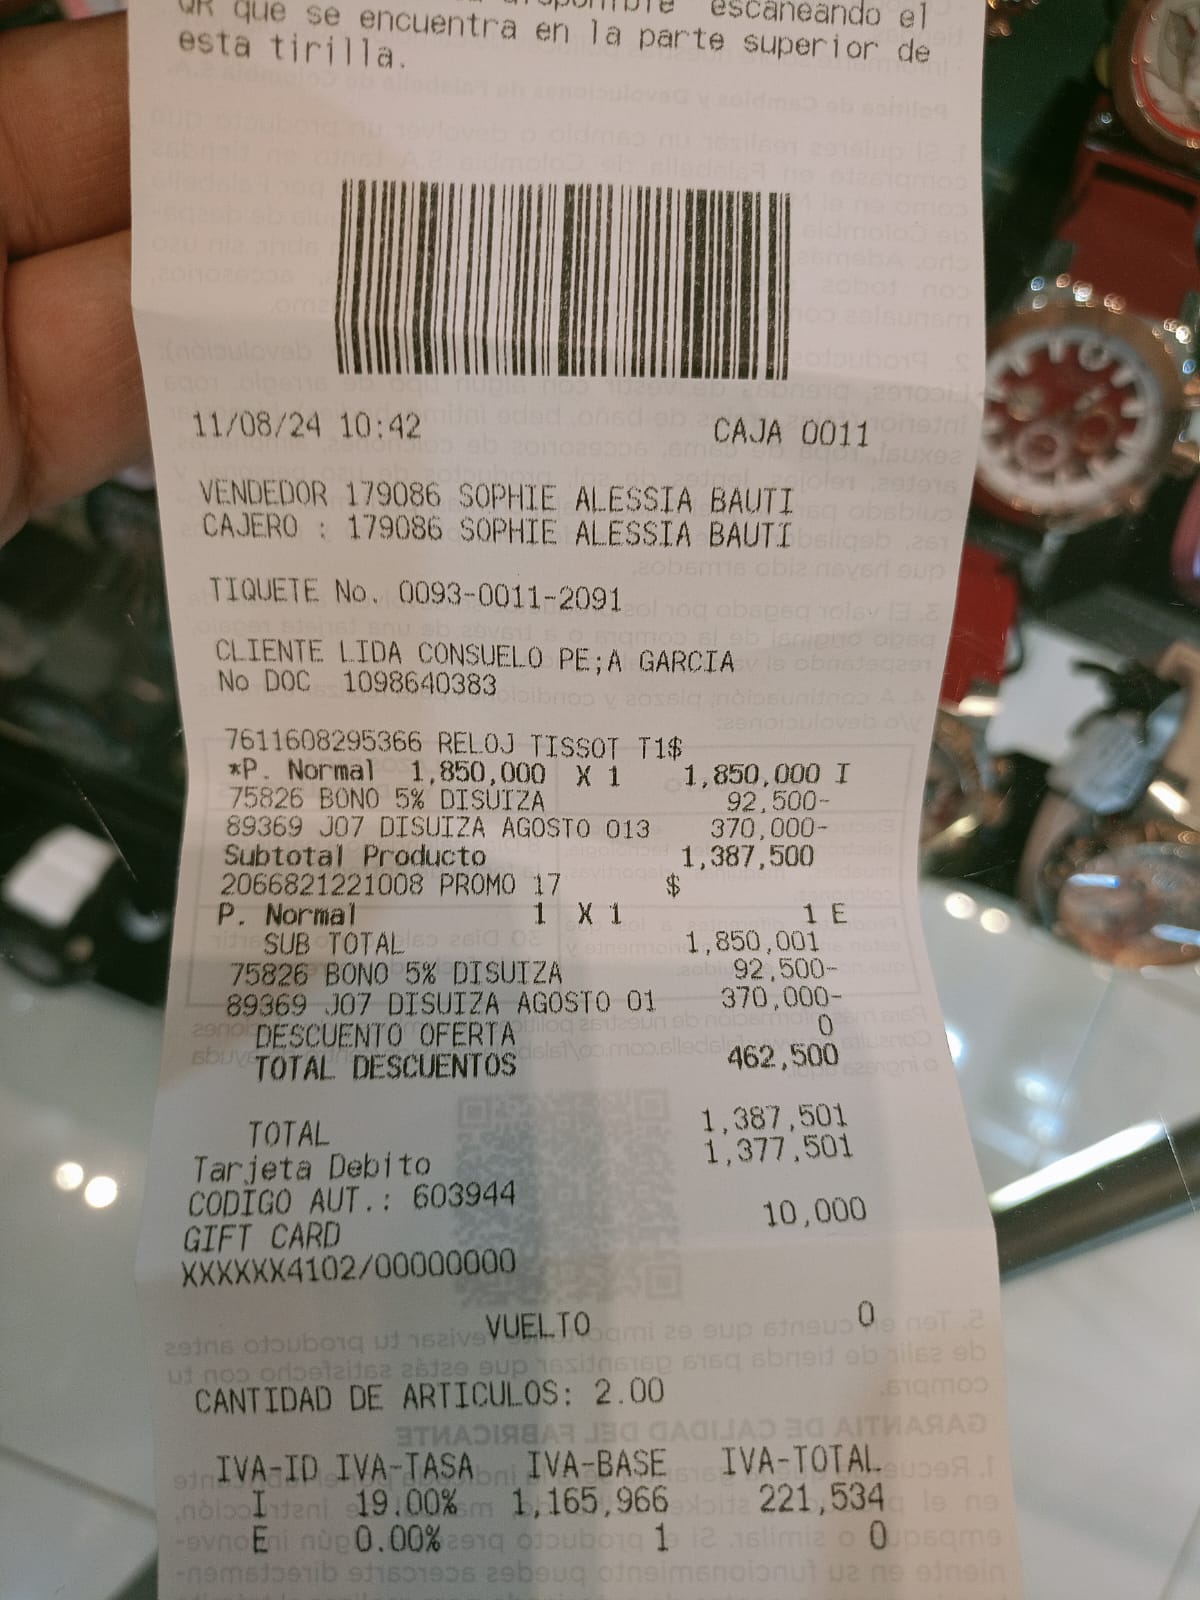 QR que se encuentra en la parte superior de
esta tirilla.
11/08/24 10:42 CAJA 0011
VENDEDOR 179086 SOPHIE ALESSIA BAUTI
CAJERO : 179086 SOPHIE ALESSIA BAUTI
TIQUETE No. 0093-0011-2091
CLIENTE LIDA CONSUELO PE;A GARCIA
No DOC 1098640383
7611608295366 RELOJ TISSOT T1$
*P. Normal 1,850,000 X 1 1,850,000 I
75826 BONO 5% DISUIZA 92,500-
89369 J07 DISUIZA AGOSTO 013 370,000-
Subtotal Producto 1,387,500
2066821221008 PROMO 17 $
P. Normal 1 X 1 1 E
SUB TOTAL 1,850,001
75826 BONO 5% DISUIZA 92,500-
89369 J07 DISUIZA AGOSTO 01 370,000-
DESCUENTO OFERTA 0
TOTAL DESCUENTOS 462,500
TOTAL 1,387,501
Tarjeta Debito 1,377,501
CODIGO AUT.: 603944
GIFT CARD 10,000
XXXXXX4102/00000000
VUELTO 0
CANTIDAD DE ARTICULOS: 2.00
IVA-ID IVA-TASA IVA-BASE IVA-TOTAL
I 19.00% 1,165,966 221,534
E 0.00% 1 0